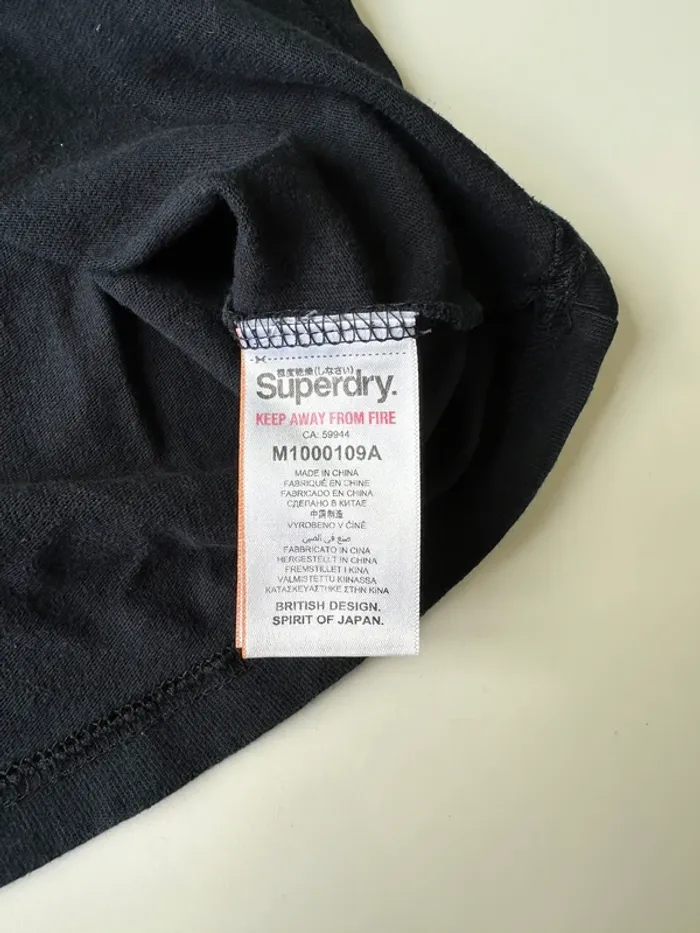 極度乾燥(しなさい)
Superdry.
KEEP AWAY FROM FIRE
CA: 59944
M1000109A
MADE IN CHINA
FABRIQUÉ EN CHINE
FABRICADO EN CHINA
СДЕЛАНО В КИТАЕ
中国制造
VYROBENO V ČÍNĚ
صنع في الصين
FABBRICATO IN CINA
HERGESTELLT IN CHINA
FREMSTILLET I KINA
VALMISTETTU KIINASSA
ΚΑΤΑΣΚΕΥΑΣΤΗΚΕ ΣΤΗΝ ΚΙΝΑ
BRITISH DESIGN.
SPIRIT OF JAPAN.